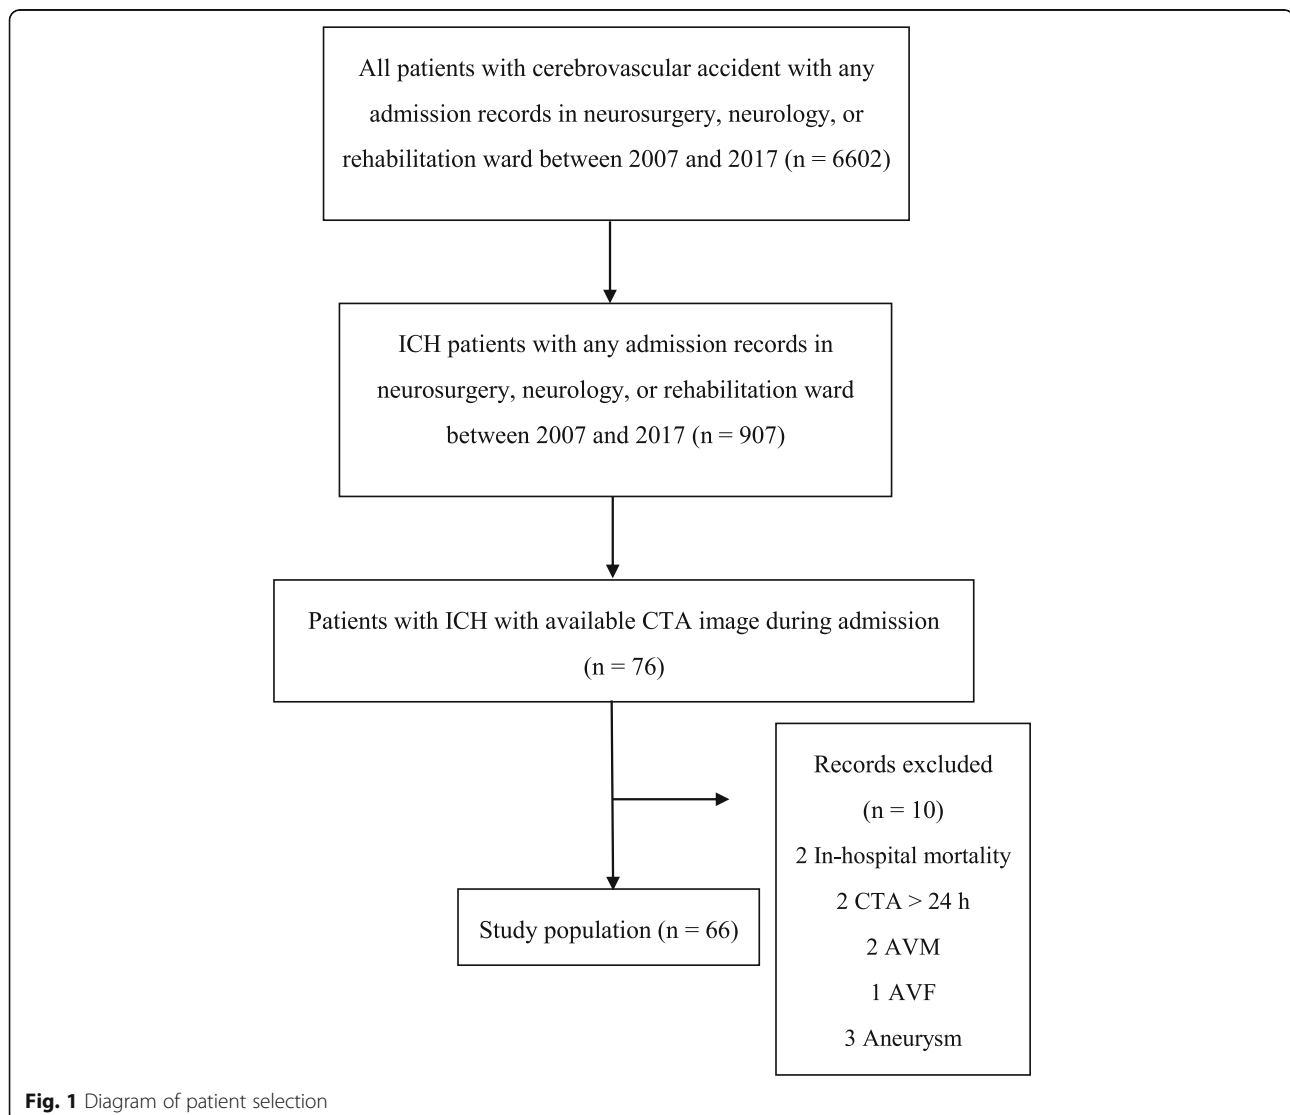 All patients with cerebrovascular accident with any
admission records in neurosurgery, neurology, or
rehabilitation ward between 2007 and 2017 (n = 6602)
ICH patients with any admission records in
neurosurgery, neurology, or rehabilitation ward
between 2007 and 2017 (n = 907)
Patients with ICH with available CTA image during admission
(n = 76)
Records excluded
(n = 10)
2 In-hospital mortality
2 CTA > 24 h
2 AVM
1 AVF
3 Aneurysm
Study population (n = 66)
Fig. 1 Diagram of patient selection